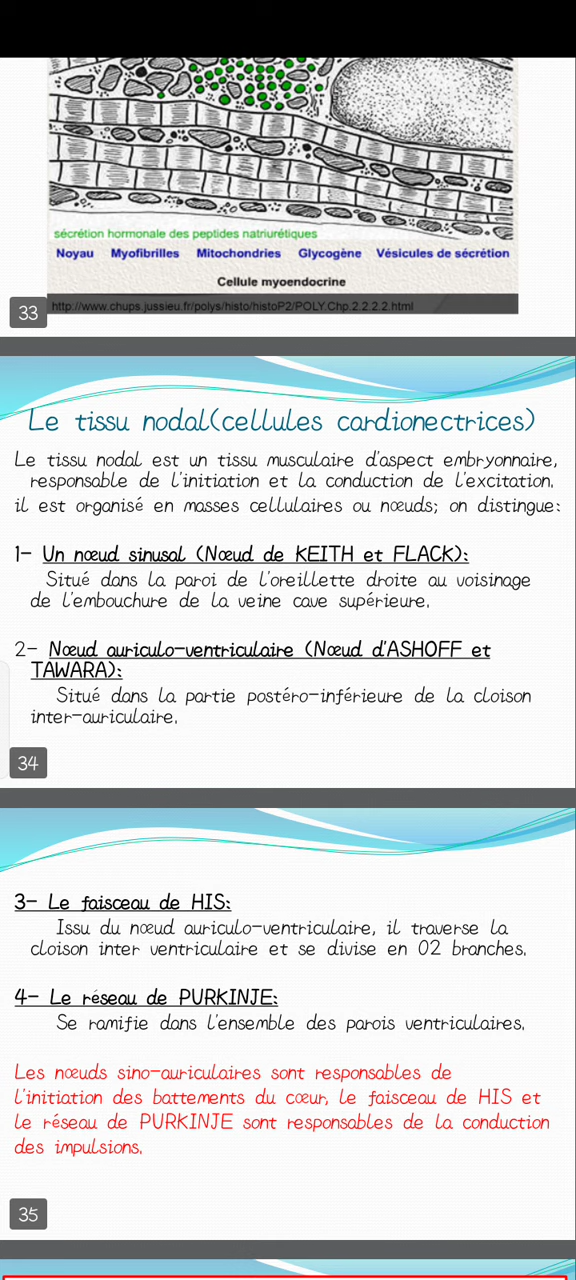 sécrétion hormonale des peptides natriurétiques
Noyau Myofibrilles Mitochondries Glycogène Vésicules de sécrétion
Cellule myoendocrine
http://www.chups.jussieu.fr/polys/histo/histoP2/POLY.Chp.2.2.2.2.html
33
Le tissu nodal(cellules cardionectrices)
Le tissu nodal est un tissu musculaire d'aspect embryonnaire,
responsable de l'initiation et la conduction de l'excitation.
il est organisé en masses cellulaires ou nœuds; on distingue:
1- Un nœud sinusal (Nœud de KEITH et FLACK):
Situé dans la paroi de l'oreillette droite au voisinage
de l'embouchure de la veine cave supérieure.
2- Nœud auriculo-ventriculaire (Nœud d'ASHOFF et
TAWARA):
Situé dans la partie postéro-inférieure de la cloison
inter-auriculaire.
34
3- Le faisceau de HIS:
Issu du nœud auriculo-ventriculaire, il traverse la
cloison inter ventriculaire et se divise en 02 branches.
4- Le réseau de PURKINJE:
Se ramifie dans l'ensemble des parois ventriculaires.
Les nœuds sino-auriculaires sont responsables de
l'initiation des battements du cœur, le faisceau de HIS et
le réseau de PURKINJE sont responsables de la conduction
des impulsions.
35